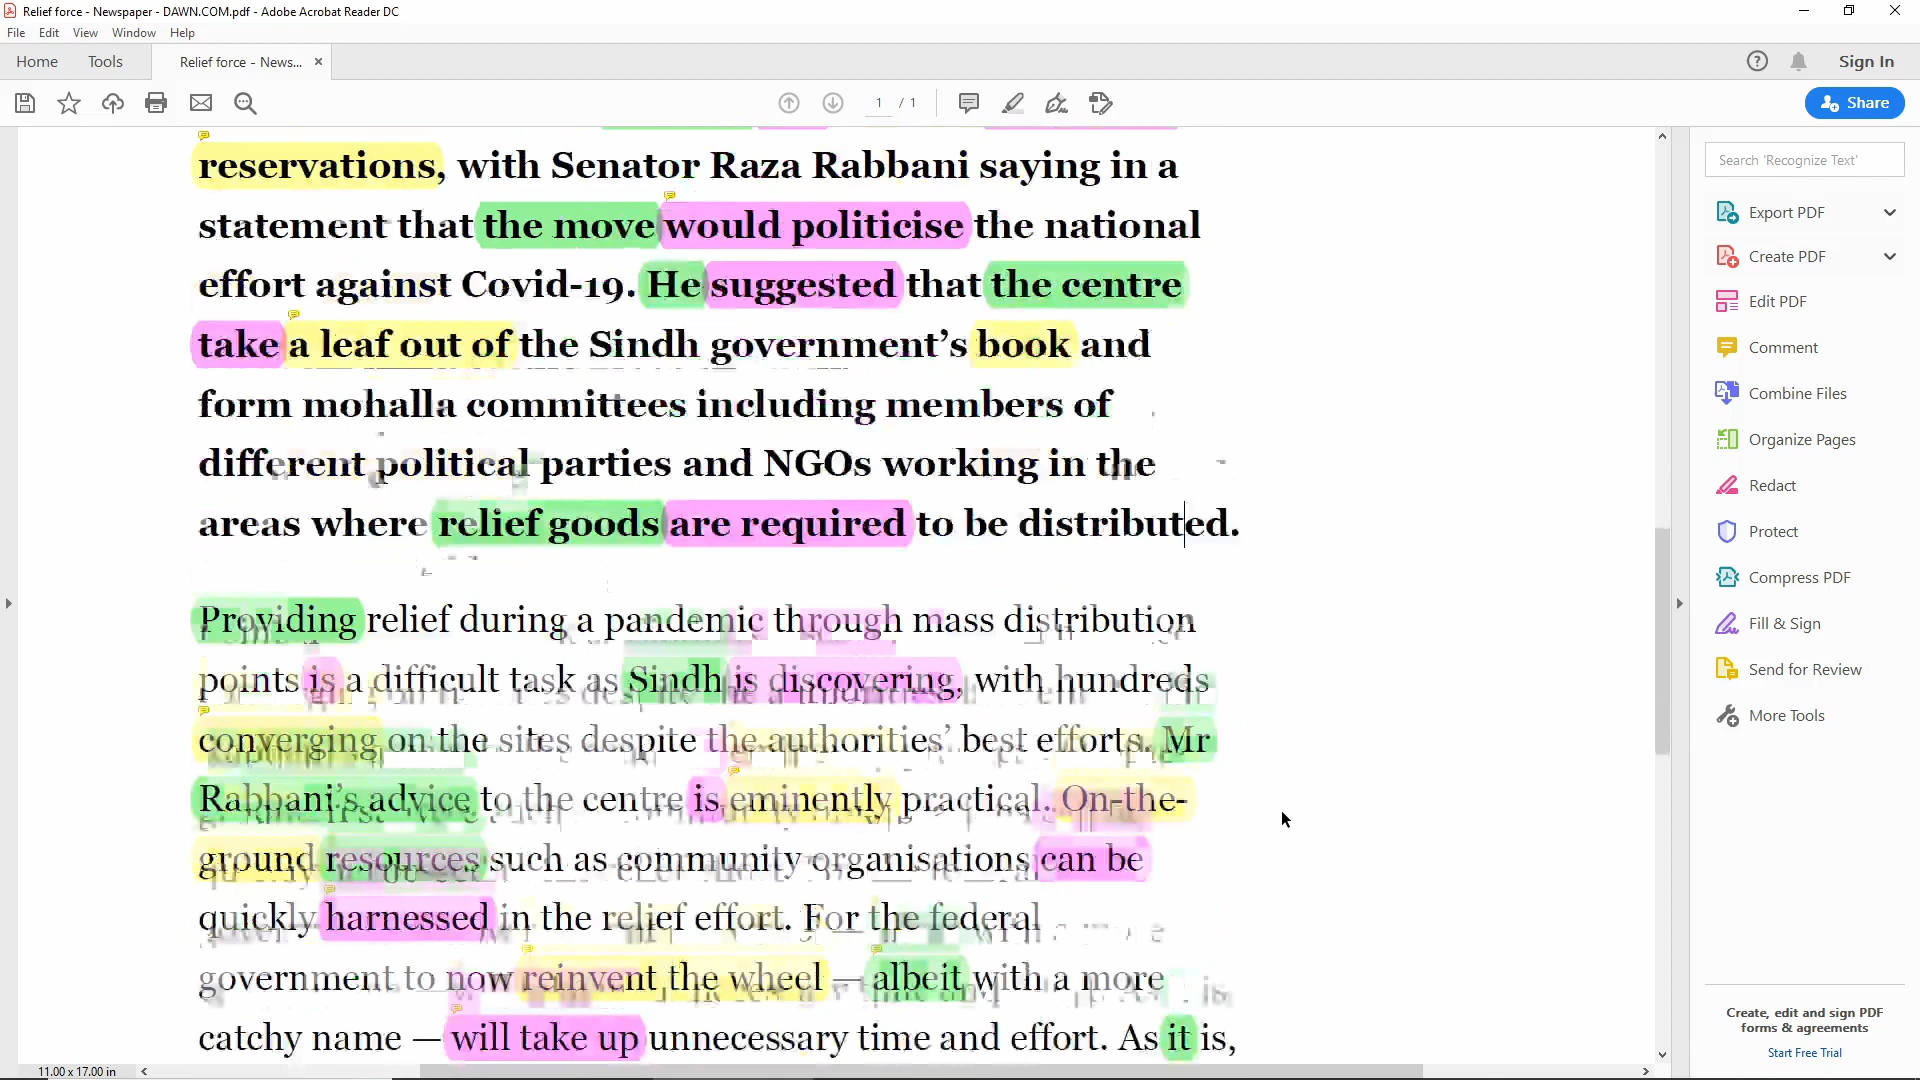 Relief force - Newspaper - DAWN.COM.pdf - Adobe Acrobat Reader DC
File Edit View Window Help
Home Tools Relief force - News... × Sign In
1 / 1 Share
reservations, with Senator Raza Rabbani saying in a
statement that the move would politicise the national
effort against Covid-19. He suggested that the centre
take a leaf out of the Sindh government's book and
form mohalla committees including members of
different political parties and NGOs working in the
areas where relief goods are required to be distributed.
Providing relief during a pandemic through mass distribution
points is a difficult task as Sindh is discovering, with hundreds
converging on the sites despite the authorities' best efforts. Mr
Rabbani's advice to the centre is eminently practical. On-the-
ground resources such as community organisations can be
quickly harnessed in the relief effort. For the federal
government to now reinvent the wheel — albeit with a more
catchy name — will take up unnecessary time and effort. As it is,
11.00 x 17.00 in
Search 'Recognize Text'
Export PDF
Create PDF
Edit PDF
Comment
Combine Files
Organize Pages
Redact
Protect
Compress PDF
Fill & Sign
Send for Review
More Tools
Create, edit and sign PDF
forms & agreements
Start Free Trial